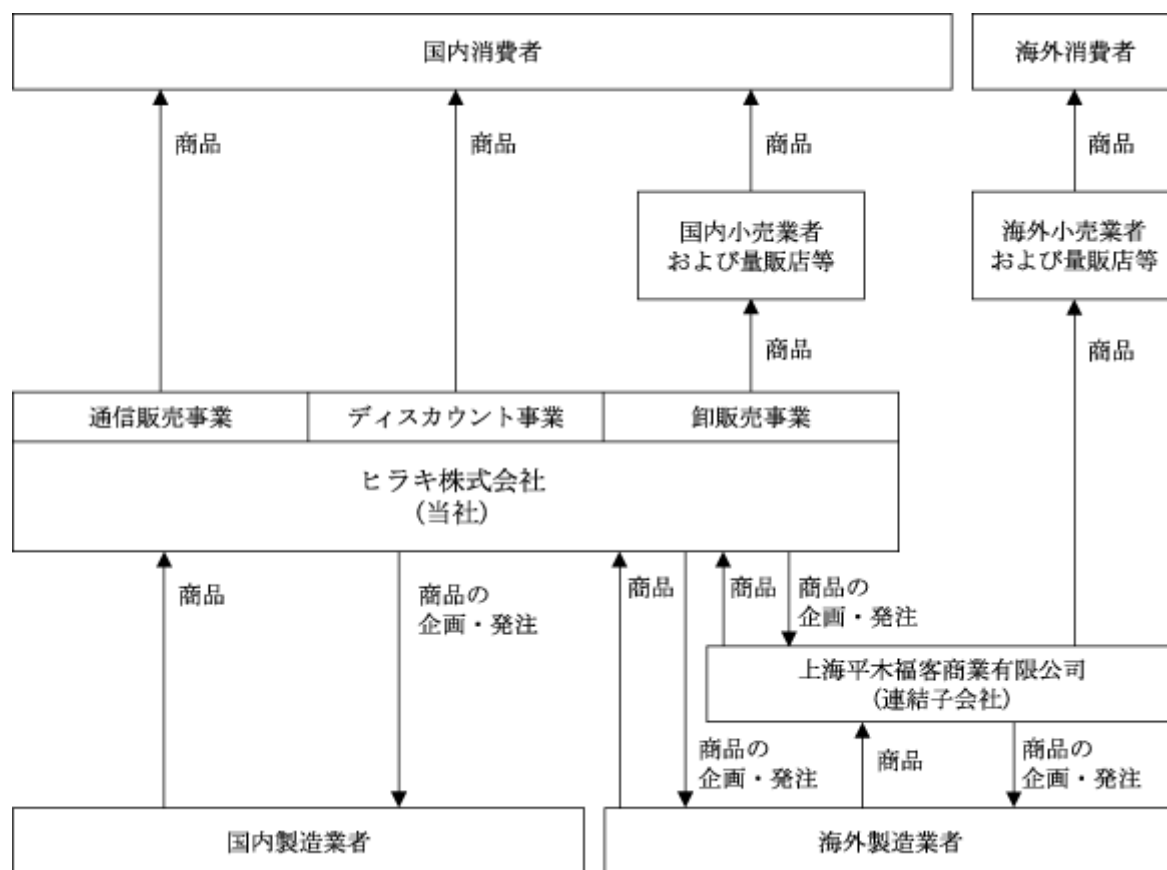 国内消費者
海外消費者
商品
商品
商品
商品
国内小売業者
および量販店等
海外小売業者
および量販店等
商品
商品
通信販売事業
ディスカウント事業
卸販売事業
ヒラキ株式会社
(当社)
商品
商品の
企画・発注
商品
商品
商品の
企画・発注
上海平木福客商業有限公司
(連結子会社)
商品の
企画・発注
商品
商品の
企画・発注
国内製造業者
海外製造業者